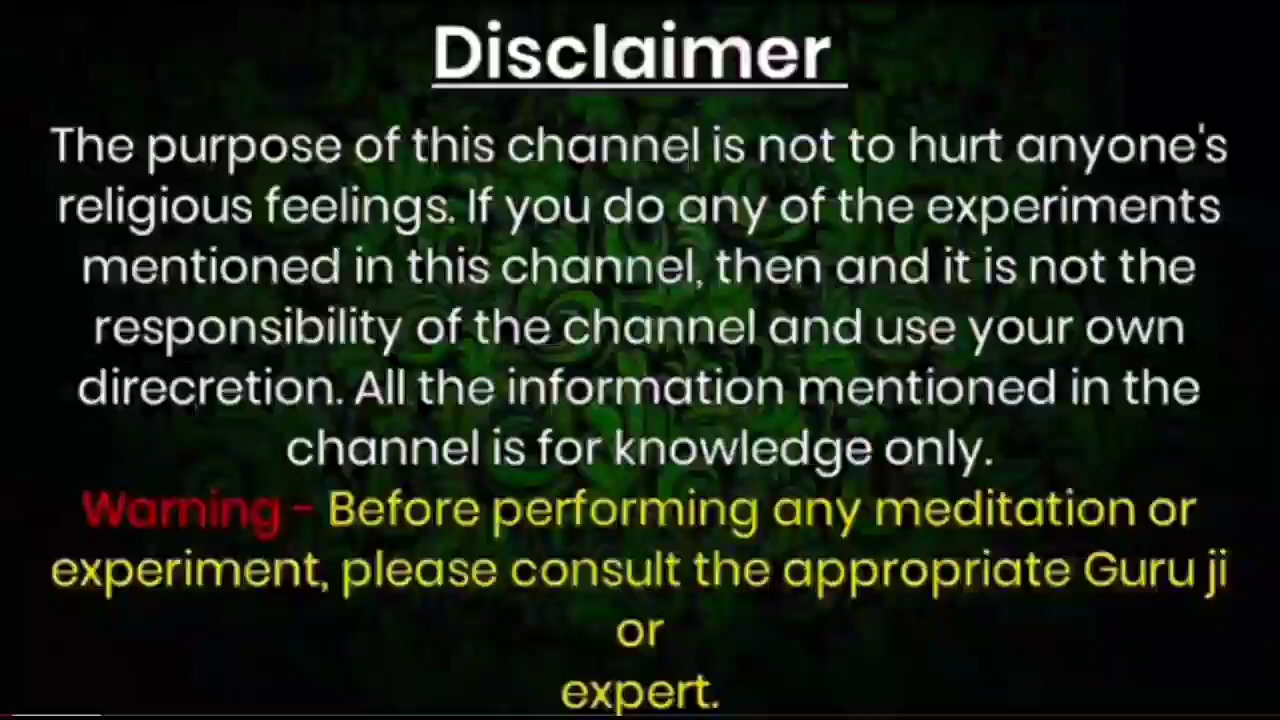 Disclaimer
The purpose of this channel is not to hurt anyone's
religious feelings. If you do any of the experiments
mentioned in this channel, then and it is not the
responsibility of the channel and use your own
direcretion. All the information mentioned in the
channel is for knowledge only.
Warning - Before performing any meditation or
experiment, please consult the appropriate Guru ji
or
expert.